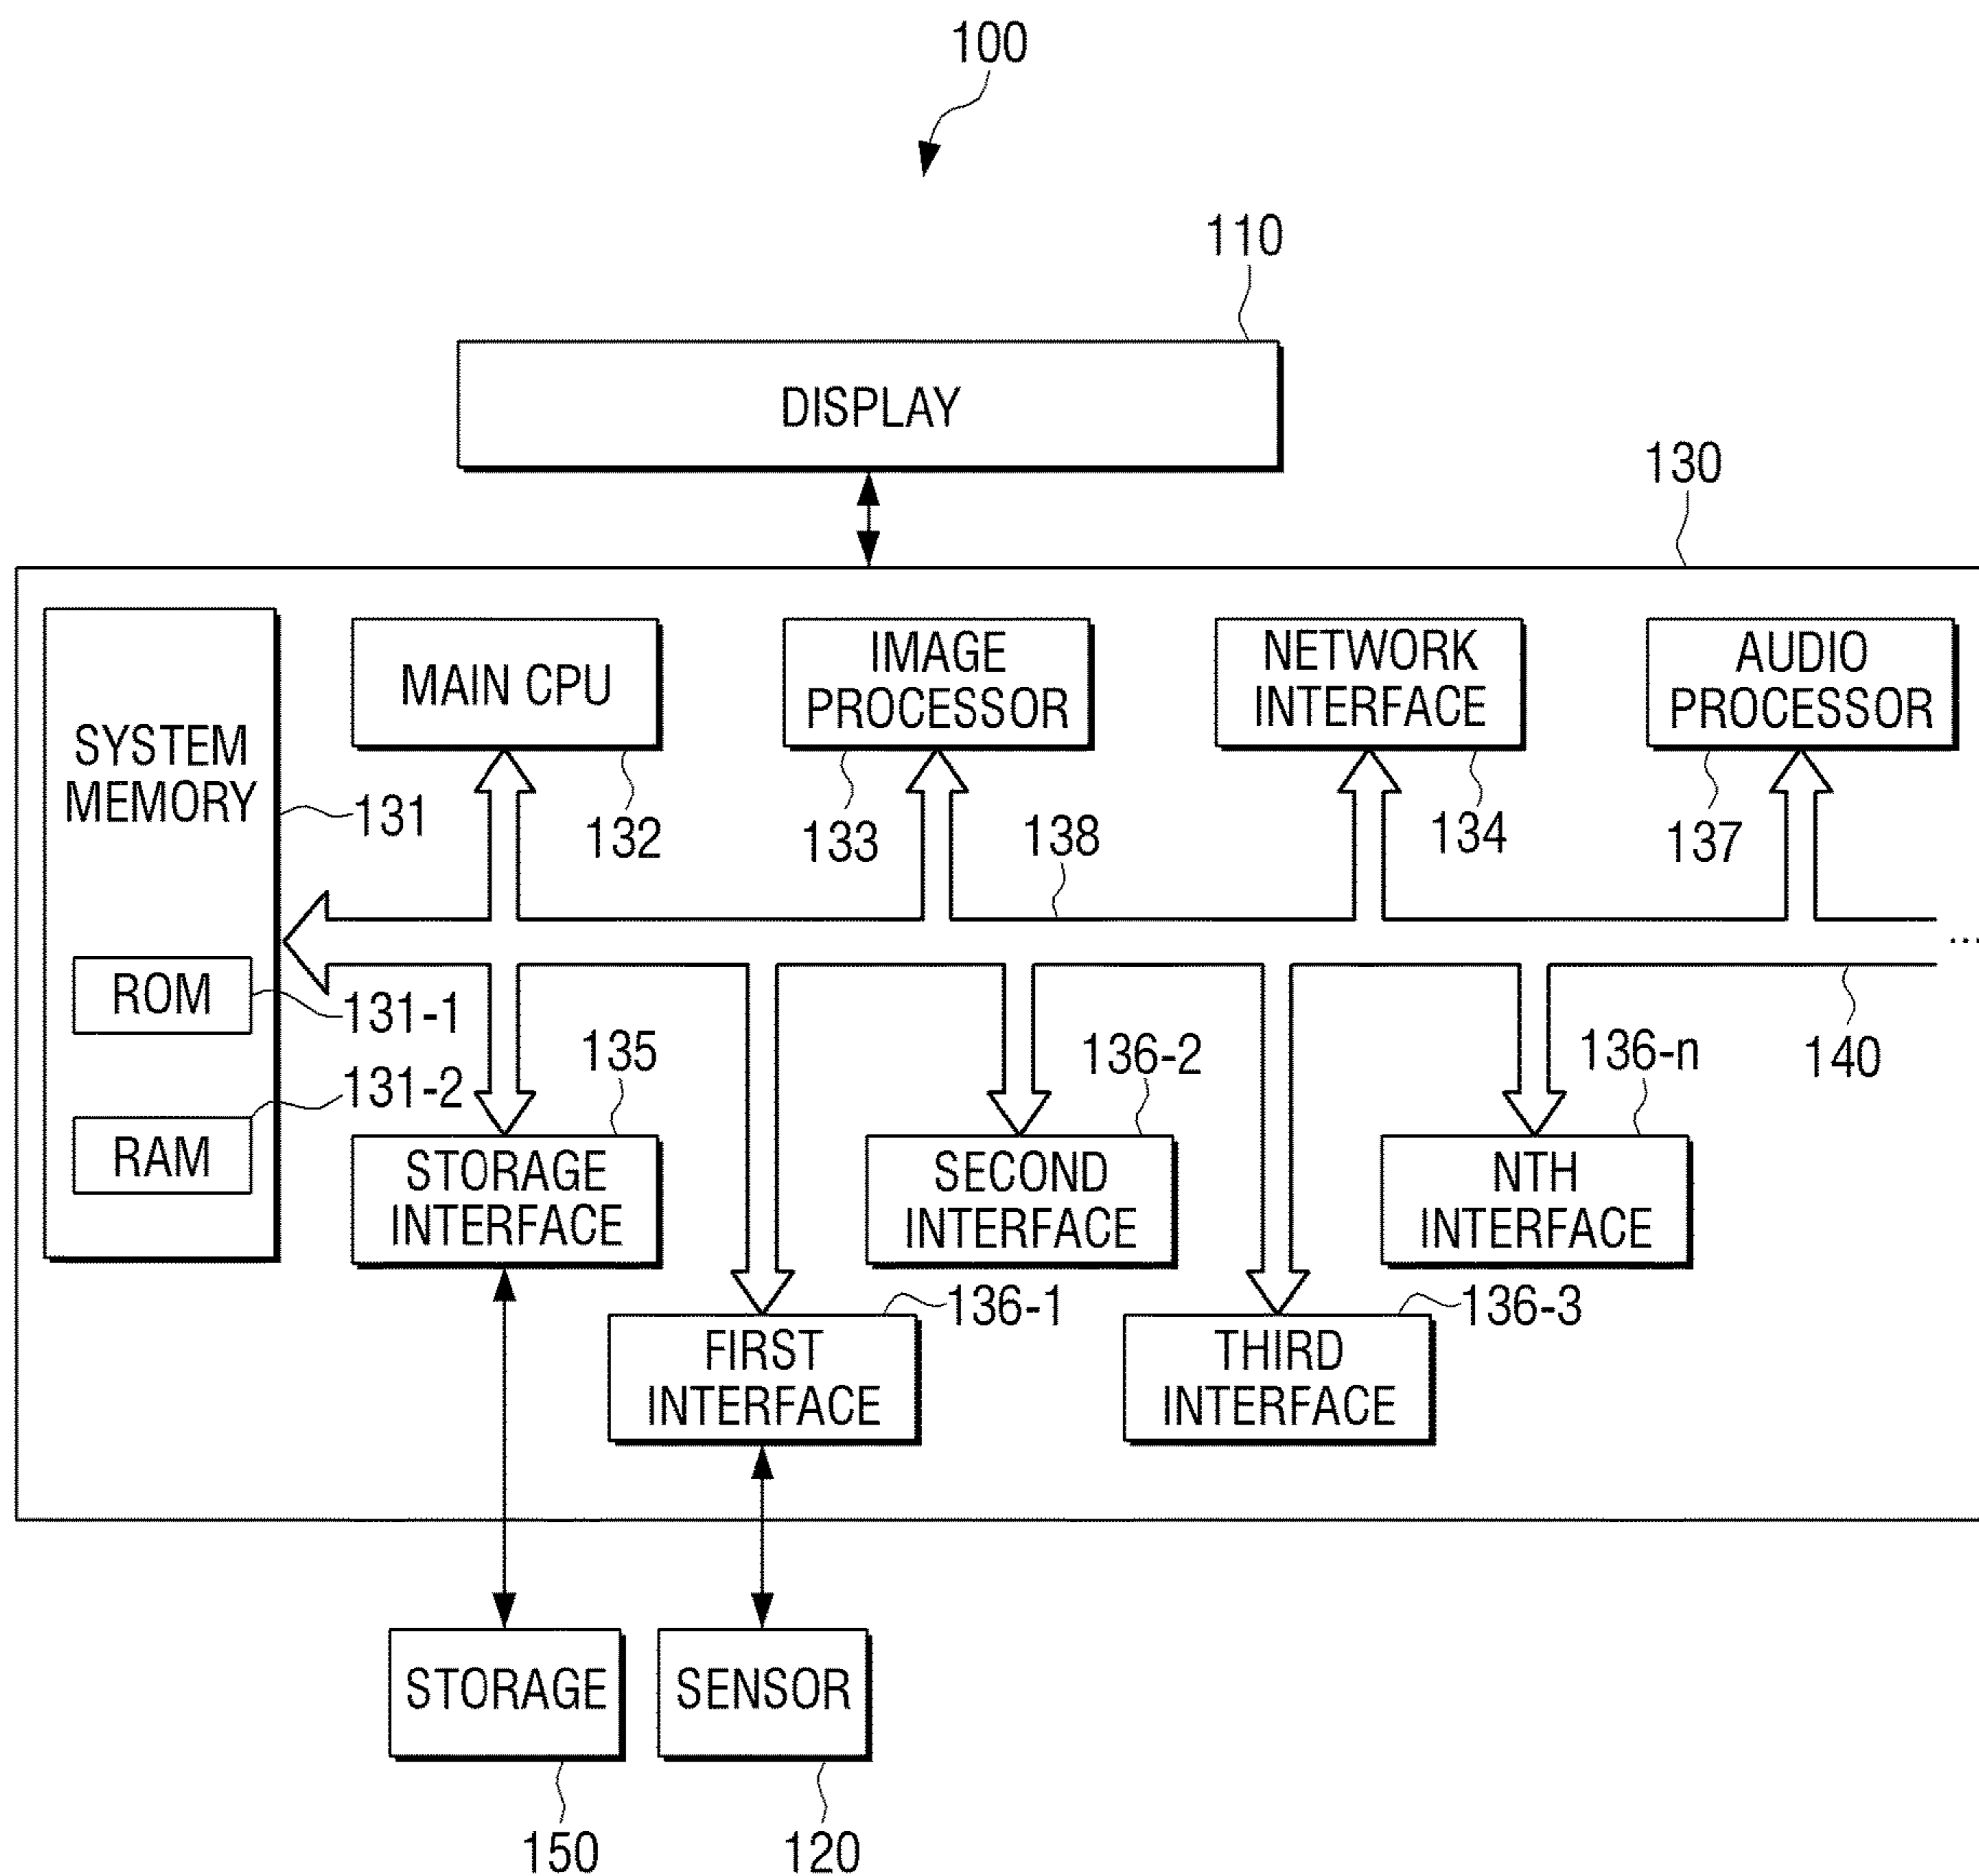 100
110
DISPLAY
130
SYSTEM
MEMORY
131
MAIN CPU
132
IMAGE
PROCESSOR
133
NETWORK
INTERFACE
134
AUDIO
PROCESSOR
137
138
...
140
ROM
131-1
RAM
131-2
135
STORAGE
INTERFACE
136-2
SECOND
INTERFACE
136-n
NTH
INTERFACE
136-1
FIRST
INTERFACE
136-3
THIRD
INTERFACE
STORAGE
150
SENSOR
120